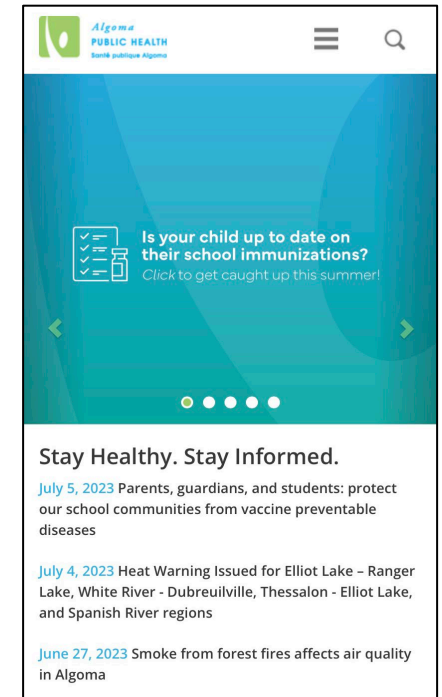 Algoma
PUBLIC HEALTH
Santé publique Algoma
Is your child up to date on
their school immunizations?
Click to get caught up this summer!
Stay Healthy. Stay Informed.
July 5, 2023 Parents, guardians, and students: protect
our school communities from vaccine preventable
diseases
July 4, 2023 Heat Warning Issued for Elliot Lake – Ranger
Lake, White River - Dubreuilville, Thessalon - Elliot Lake,
and Spanish River regions
June 27, 2023 Smoke from forest fires affects air quality
in Algoma